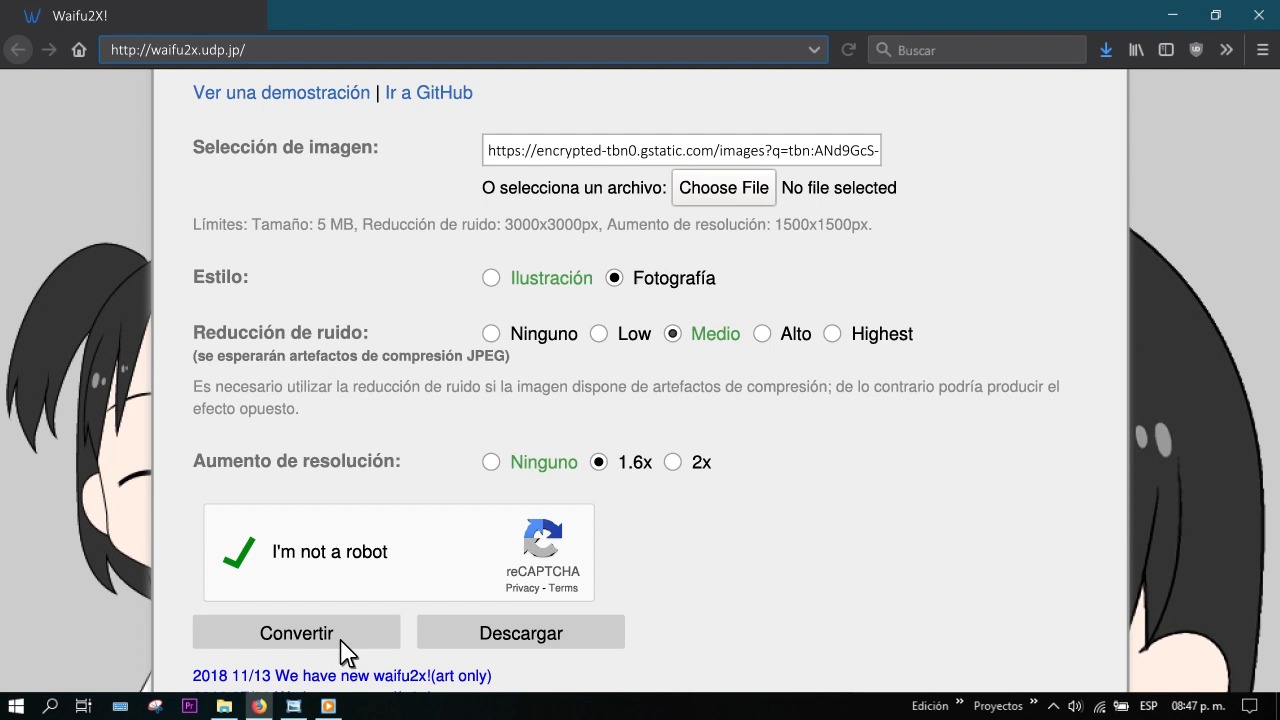 Waifu2X!
http://waifu2x.udp.jp/
Buscar
Ver una demostración | Ir a GitHub
Selección de imagen:
https://encrypted-tbn0.gstatic.com/images?q=tbn:ANd9GcS-
O selecciona un archivo: Choose File No file selected
Límites: Tamaño: 5 MB, Reducción de ruido: 3000x3000px, Aumento de resolución: 1500x1500px.
Estilo: Ilustración Fotografía
Reducción de ruido: Ninguno Low Medio Alto Highest
(se esperarán artefactos de compresión JPEG)
Es necesario utilizar la reducción de ruido si la imagen dispone de artefactos de compresión; de lo contrario podría producir el
efecto opuesto.
Aumento de resolución: Ninguno 1.6x 2x
I'm not a robot
reCAPTCHA
Privacy - Terms
Convertir Descargar
2018 11/13 We have new waifu2x!(art only)
Pr Edición » Proyectos » ESP 08:47 p. m.